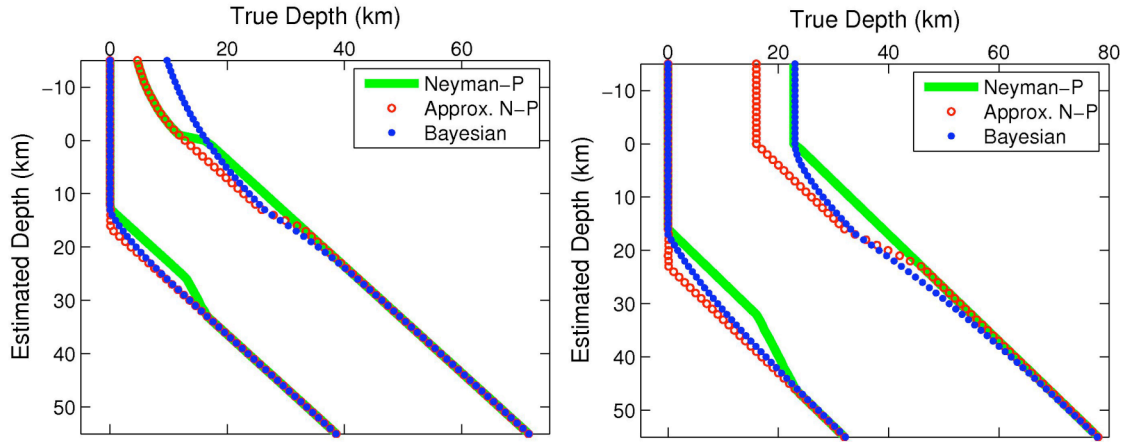 True Depth (km)
0 20 40 60
Estimated Depth (km)
-10
0
10
20
30
40
50
Neyman-P
Approx. N-P
Bayesian
True Depth (km)
0 20 40 60 80
Estimated Depth (km)
-10
0
10
20
30
40
50
Neyman-P
Approx. N-P
Bayesian